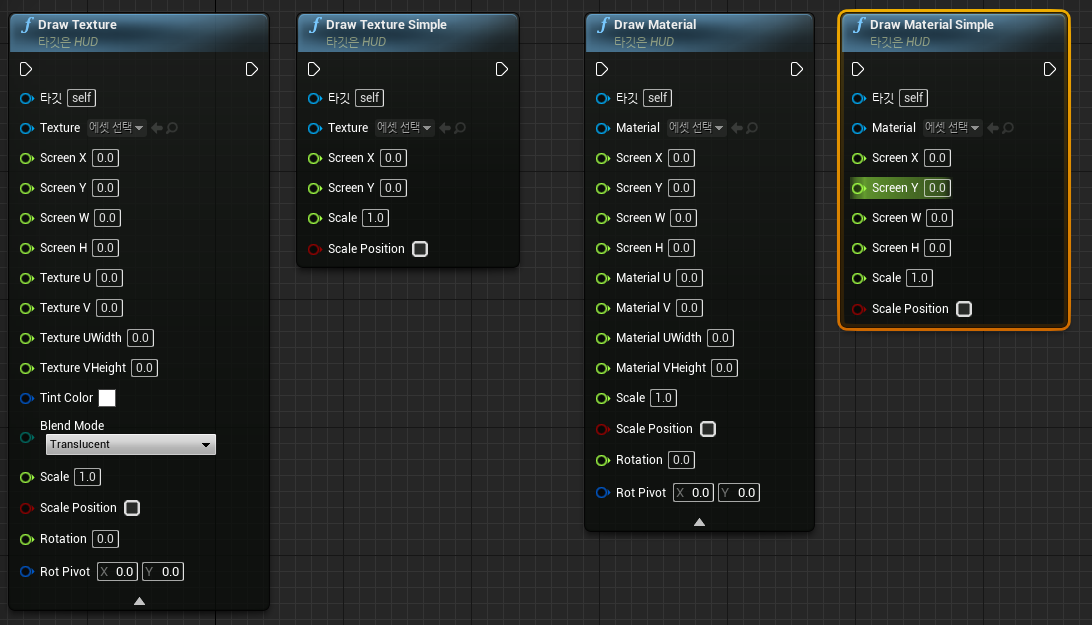 Draw Texture
타깃은 HUD
타깃 self
Texture 에셋 선택
Screen X 0.0
Screen Y 0.0
Screen W 0.0
Screen H 0.0
Texture U 0.0
Texture V 0.0
Texture UWidth 0.0
Texture VHeight 0.0
Tint Color
Blend Mode
Translucent
Scale 1.0
Scale Position
Rotation 0.0
Rot Pivot X 0.0 Y 0.0
Draw Texture Simple
타깃은 HUD
타깃 self
Texture 에셋 선택
Screen X 0.0
Screen Y 0.0
Scale 1.0
Scale Position
Draw Material
타깃은 HUD
타깃 self
Material 에셋 선택
Screen X 0.0
Screen Y 0.0
Screen W 0.0
Screen H 0.0
Material U 0.0
Material V 0.0
Material UWidth 0.0
Material VHeight 0.0
Scale 1.0
Scale Position
Rotation 0.0
Rot Pivot X 0.0 Y 0.0
Draw Material Simple
타깃은 HUD
타깃 self
Material 에셋 선택
Screen X 0.0
Screen Y 0.0
Screen W 0.0
Screen H 0.0
Scale 1.0
Scale Position